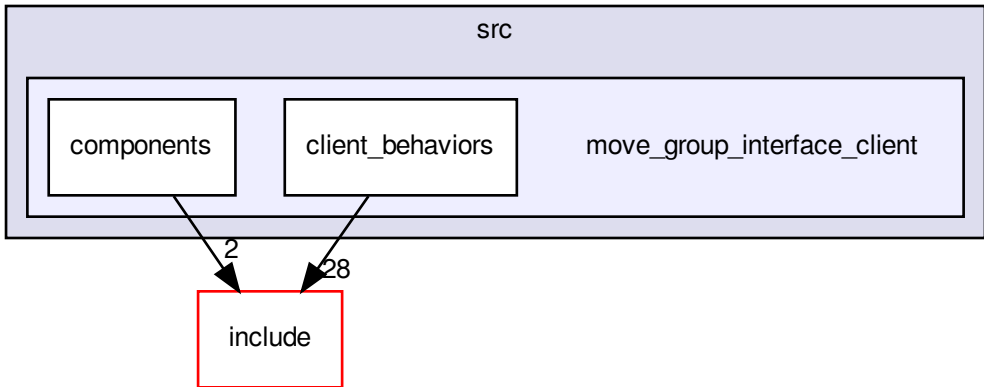 src
components
client_behaviors
move_group_interface_client
2
28
include